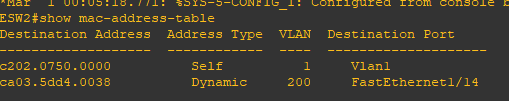 *Mar  1 00:05:18.771: %SYS-5-CONFIG_I: Configured from console b
ESW2#show mac-address-table
Destination Address  Address Type  VLAN  Destination Port
-------------------  ------------  ----  --------------------
c202.0750.0000          Self          1     Vlan1
ca03.5dd4.0038          Dynamic     200     FastEthernet1/14